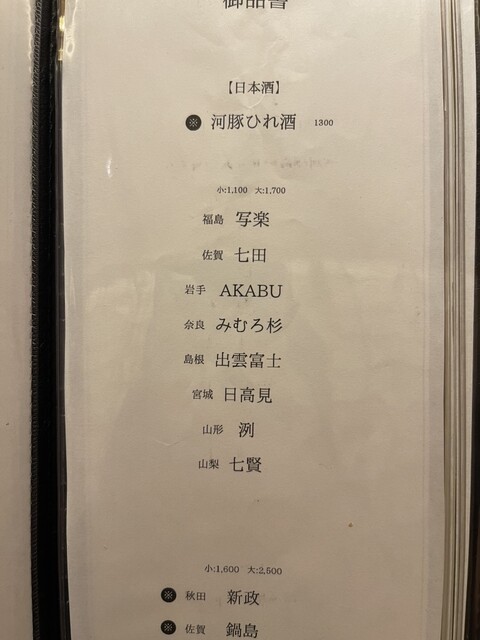 御品書
【日本酒】
※ 河豚ひれ酒 1300
小:1,100 大:1,700
福島 写楽
佐賀 七田
岩手 AKABU
奈良 みむろ杉
島根 出雲富士
宮城 日高見
山形 洌
山梨 七賢
小:1,600 大:2,500
※ 秋田 新政
※ 佐賀 鍋島